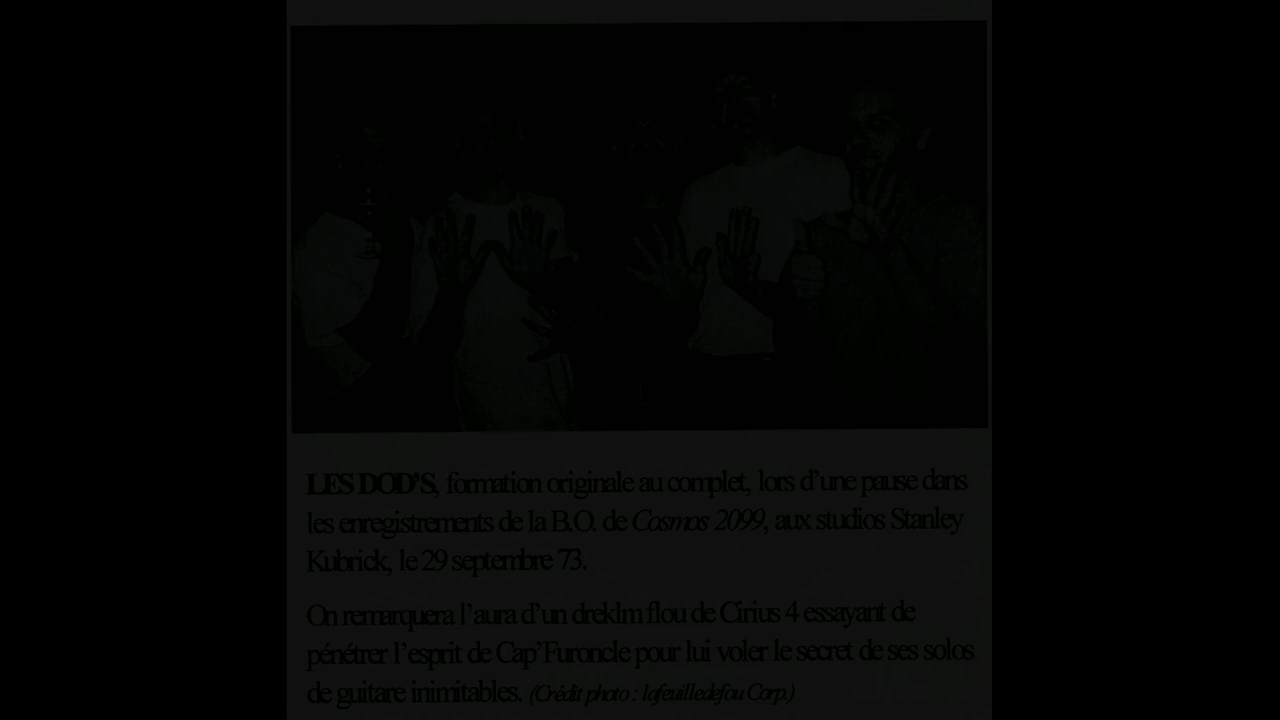 LES DOD'S, formation originale au complet, lors d'une pause dans
les enregistrements de la B.O. de Cosmos 2099, aux studios Stanley
Kubrick, le 29 septembre 73.
On remarquera l'aura d'un dreklm flou de Cirius 4 essayant de
pénétrer l'esprit de Cap'Furoncle pour lui voler le secret de ses solos
de guitare inimitables. (Crédit photo : lafeuilledefou Corp.)